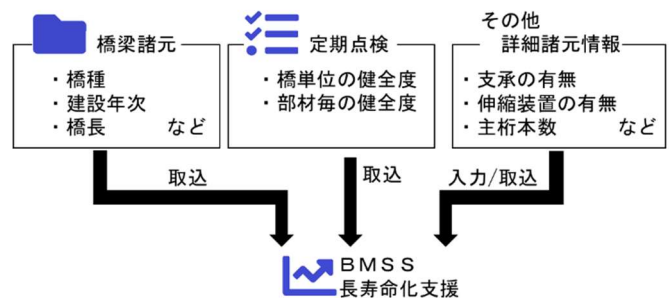 橋梁諸元
・橋種
・建設年次
・橋長 など
定期点検
・橋単位の健全度
・部材毎の健全度
その他
詳細諸元情報
・支承の有無
・伸縮装置の有無
・主桁本数 など
取込
取込
入力/取込
ＢＭＳＳ
長寿命化支援